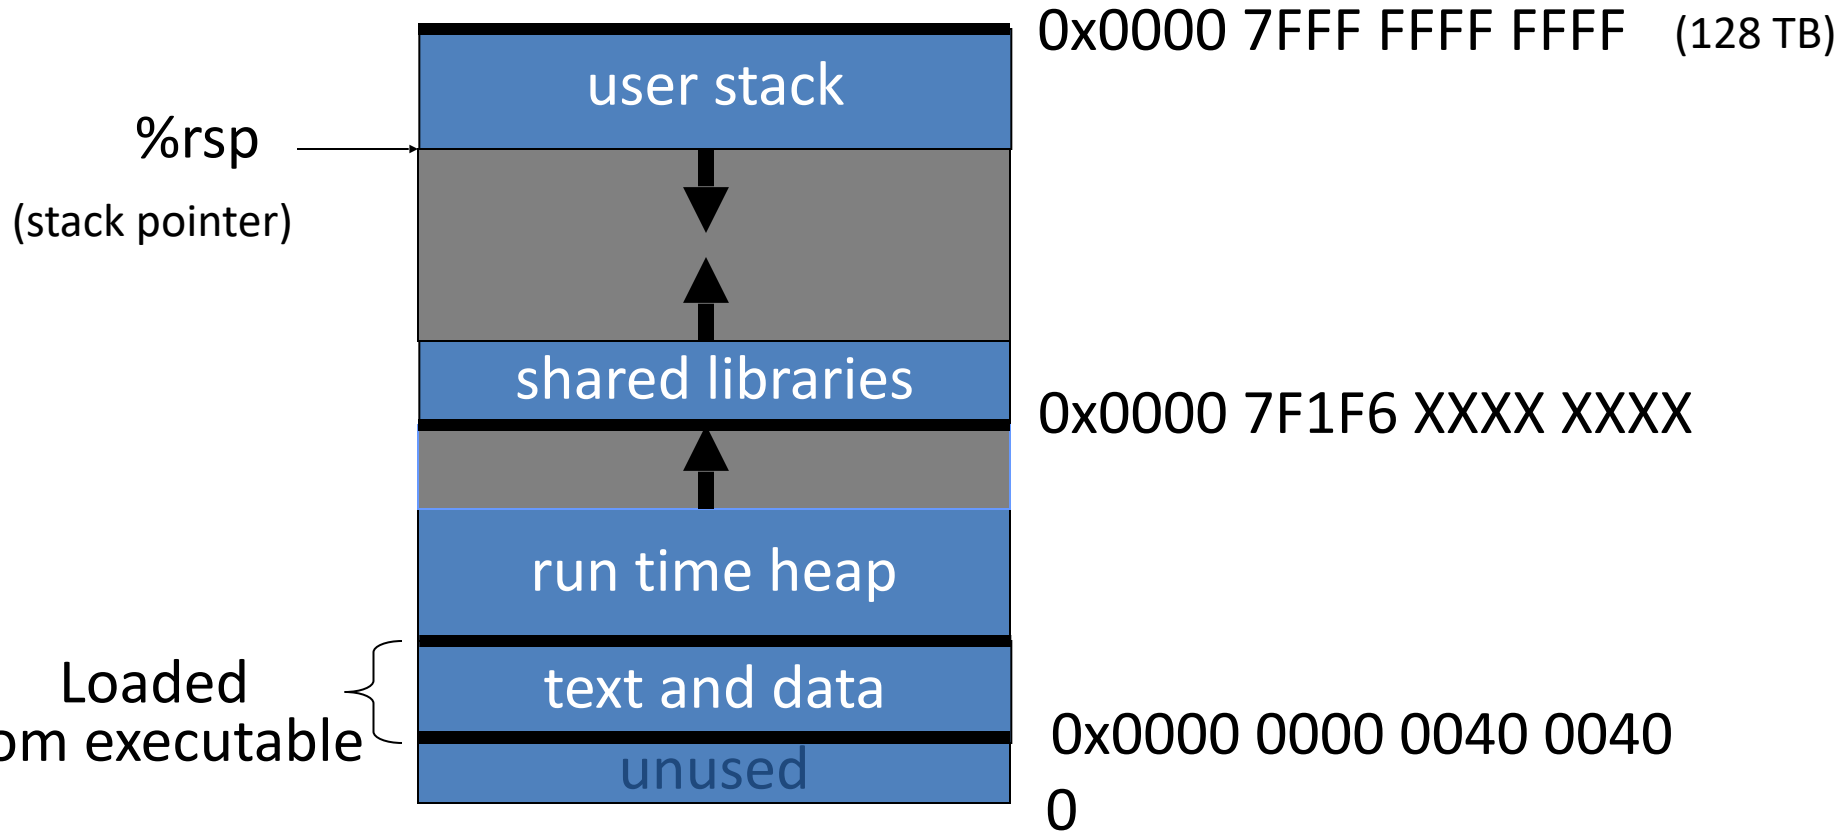 0x0000 7FFF FFFF FFFF (128 TB)
user stack
%rsp
(stack pointer)
shared libraries
0x0000 7F1F6 XXXX XXXX
run time heap
Loaded
om executable
text and data
0x0000 0000 0040 0040
unused
0